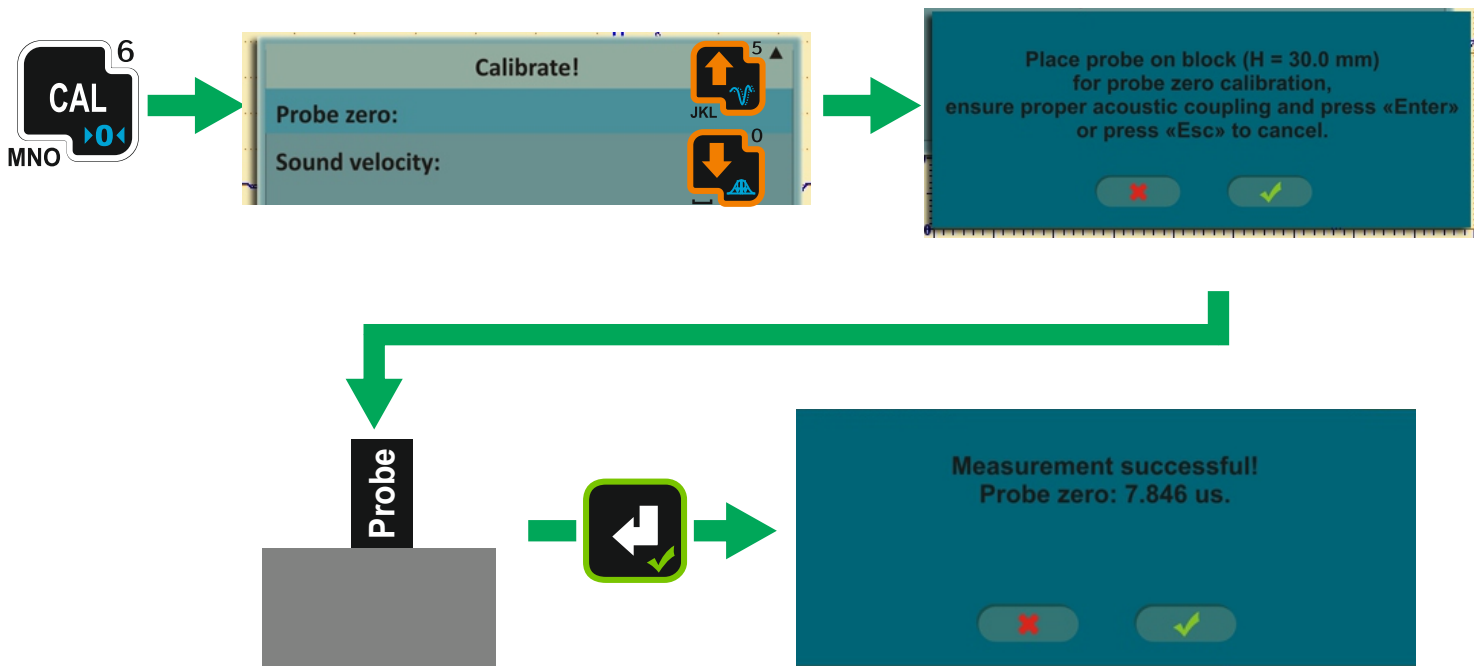 6
CAL
0
MNO
Calibrate!
5
Probe zero:
JKL
0
Sound velocity:
Place probe on block (H = 30.0 mm)
for probe zero calibration,
ensure proper acoustic coupling and press «Enter»
or press «Esc» to cancel.
0
Probe
Measurement successful!
Probe zero: 7.846 us.